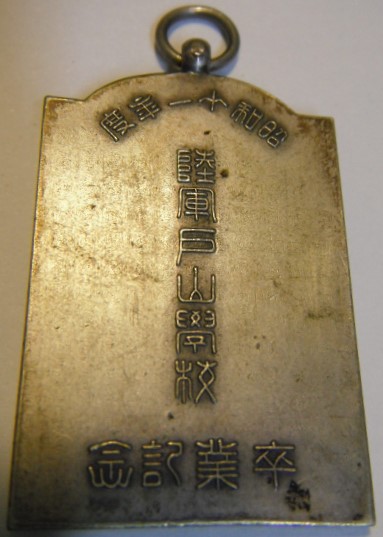 昭和十一年度
陸軍戸山學校
卒業記念